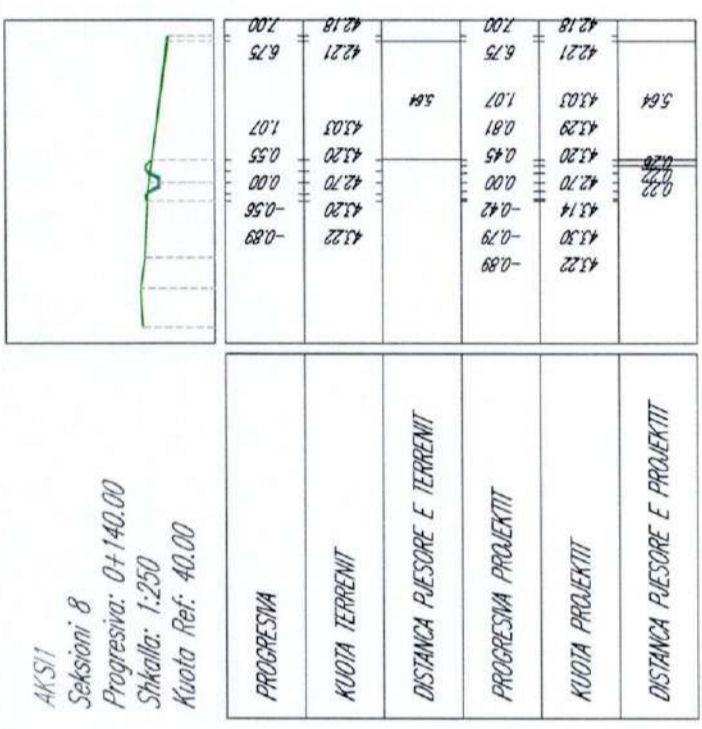 AKSI1
Seksioni 8
Progresiva: 0+140.00
Shkalla: 1:250
Kuota Ref: 40.00
PROGRESIVA
-0.89 -0.56 0.00 0.55 1.07 6.75 7.00
KUOTA TERRENIT
43.22 43.20 42.70 43.20 43.03 42.21 42.18
DISTANCA PJESORE E TERRENIT
5.64
PROGRESIVA PROJEKTIT
-0.89 -0.79 -0.42 0.00 0.45 0.81 1.07 6.75 7.00
KUOTA PROJEKTIT
43.22 43.30 43.14 42.70 43.20 43.29 43.03 42.21 42.18
DISTANCA PJESORE E PROJEKTIT
0.22 0.22 0.26 5.64